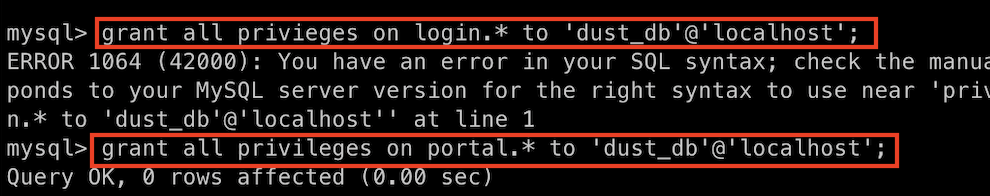 mysql> grant all privieges on login.* to 'dust_db'@'localhost';
ERROR 1064 (42000): You have an error in your SQL syntax; check the manua
ponds to your MySQL server version for the right syntax to use near 'priv
n.* to 'dust_db'@'localhost'' at line 1
mysql> grant all privileges on portal.* to 'dust_db'@'localhost';
Query OK, 0 rows affected (0.00 sec)